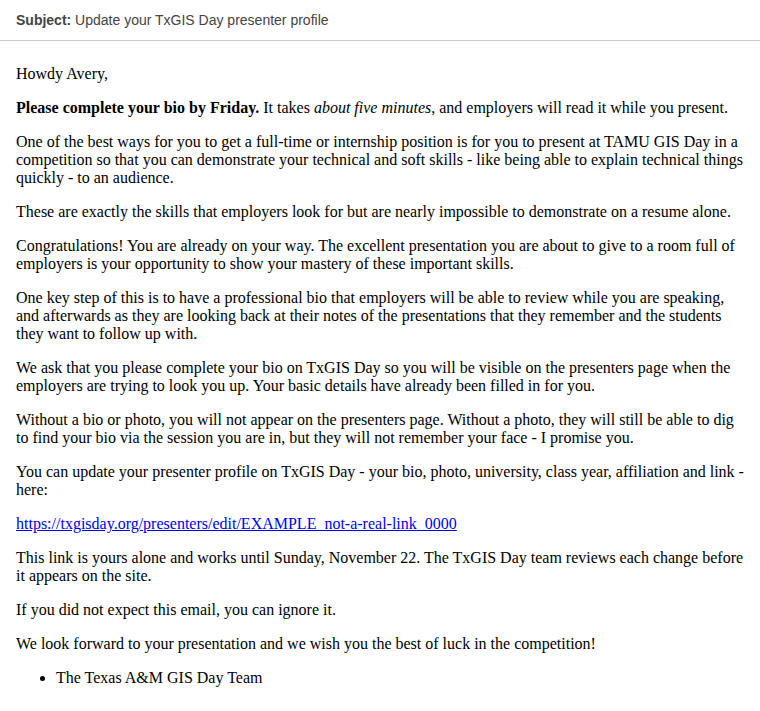 Subject: Update your TxGIS Day presenter profile
Howdy Avery,
Please complete your bio by Friday. It takes about five minutes, and employers will read it while you present.
One of the best ways for you to get a full-time or internship position is for you to present at TAMU GIS Day in a
competition so that you can demonstrate your technical and soft skills - like being able to explain technical things
quickly - to an audience.
These are exactly the skills that employers look for but are nearly impossible to demonstrate on a resume alone.
Congratulations! You are already on your way. The excellent presentation you are about to give to a room full of
employers is your opportunity to show your mastery of these important skills.
One key step of this is to have a professional bio that employers will be able to review while you are speaking,
and afterwards as they are looking back at their notes of the presentations that they remember and the students
they want to follow up with.
We ask that you please complete your bio on TxGIS Day so you will be visible on the presenters page when the
employers are trying to look you up. Your basic details have already been filled in for you.
Without a bio or photo, you will not appear on the presenters page. Without a photo, they will still be able to dig
to find your bio via the session you are in, but they will not remember your face - I promise you.
You can update your presenter profile on TxGIS Day - your bio, photo, university, class year, affiliation and link -
here:
https://txgisday.org/presenters/edit/EXAMPLE_not-a-real-link_0000
This link is yours alone and works until Sunday, November 22. The TxGIS Day team reviews each change before
it appears on the site.
If you did not expect this email, you can ignore it.
We look forward to your presentation and we wish you the best of luck in the competition!
• The Texas A&M GIS Day Team